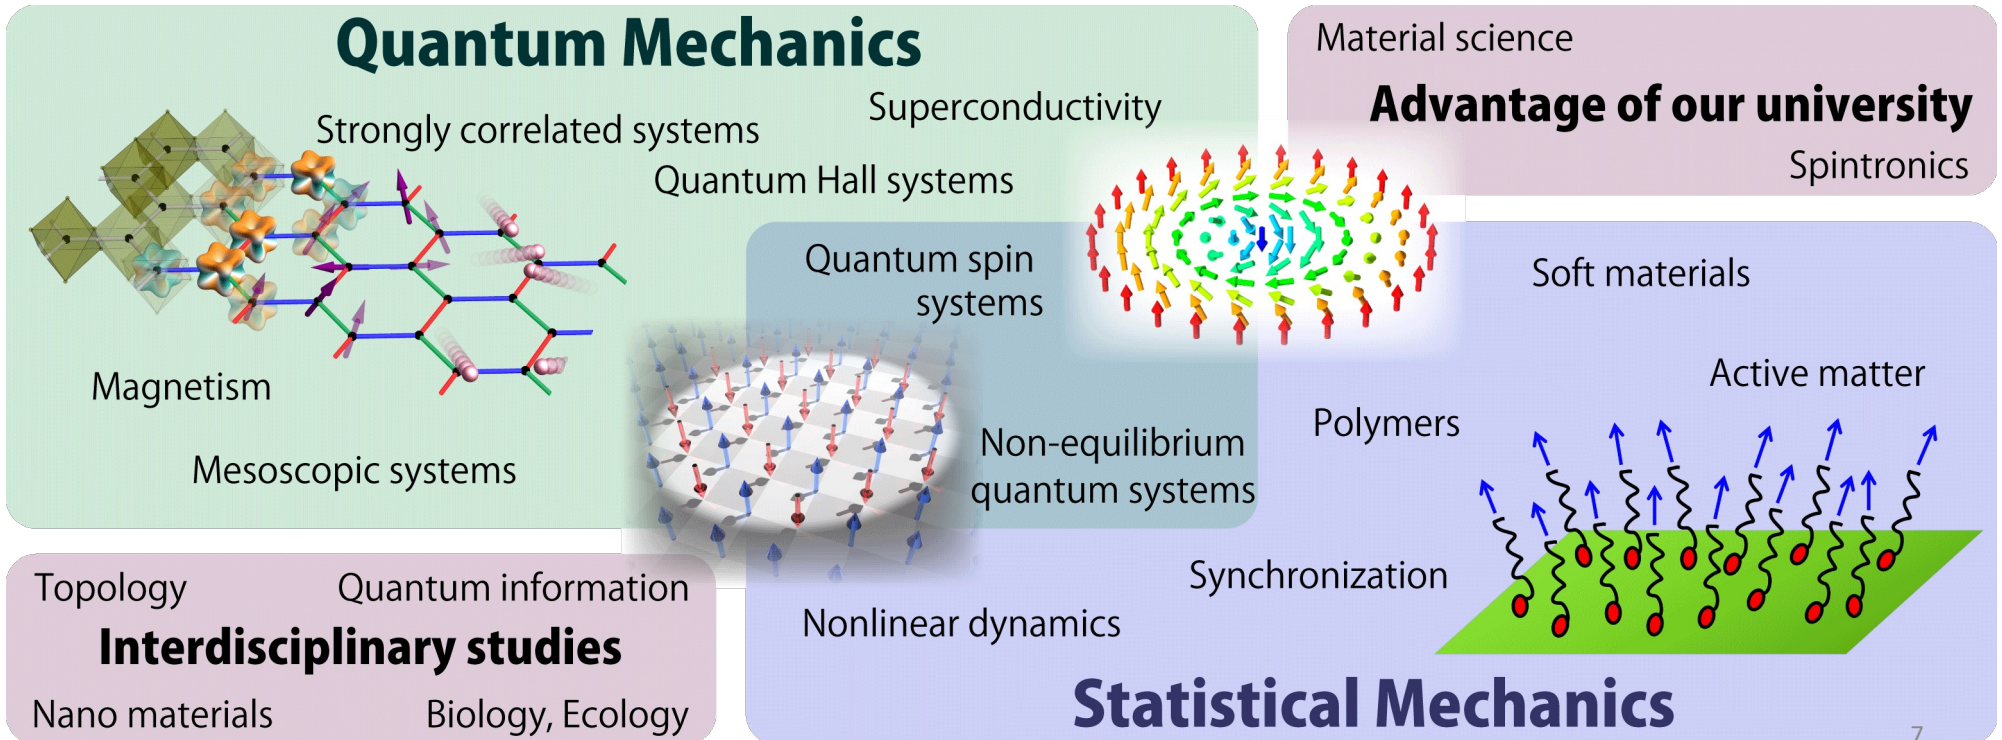 Quantum Mechanics
Superconductivity
Strongly correlated systems
Quantum Hall systems
Quantum spin
systems
Magnetism
Mesoscopic systems
Non-equilibrium
quantum systems
Material science
Advantage of our university
Spintronics
Soft materials
Active matter
Polymers
Synchronization
Nonlinear dynamics
Statistical Mechanics
Topology
Quantum information
Interdisciplinary studies
Nano materials
Biology, Ecology
7